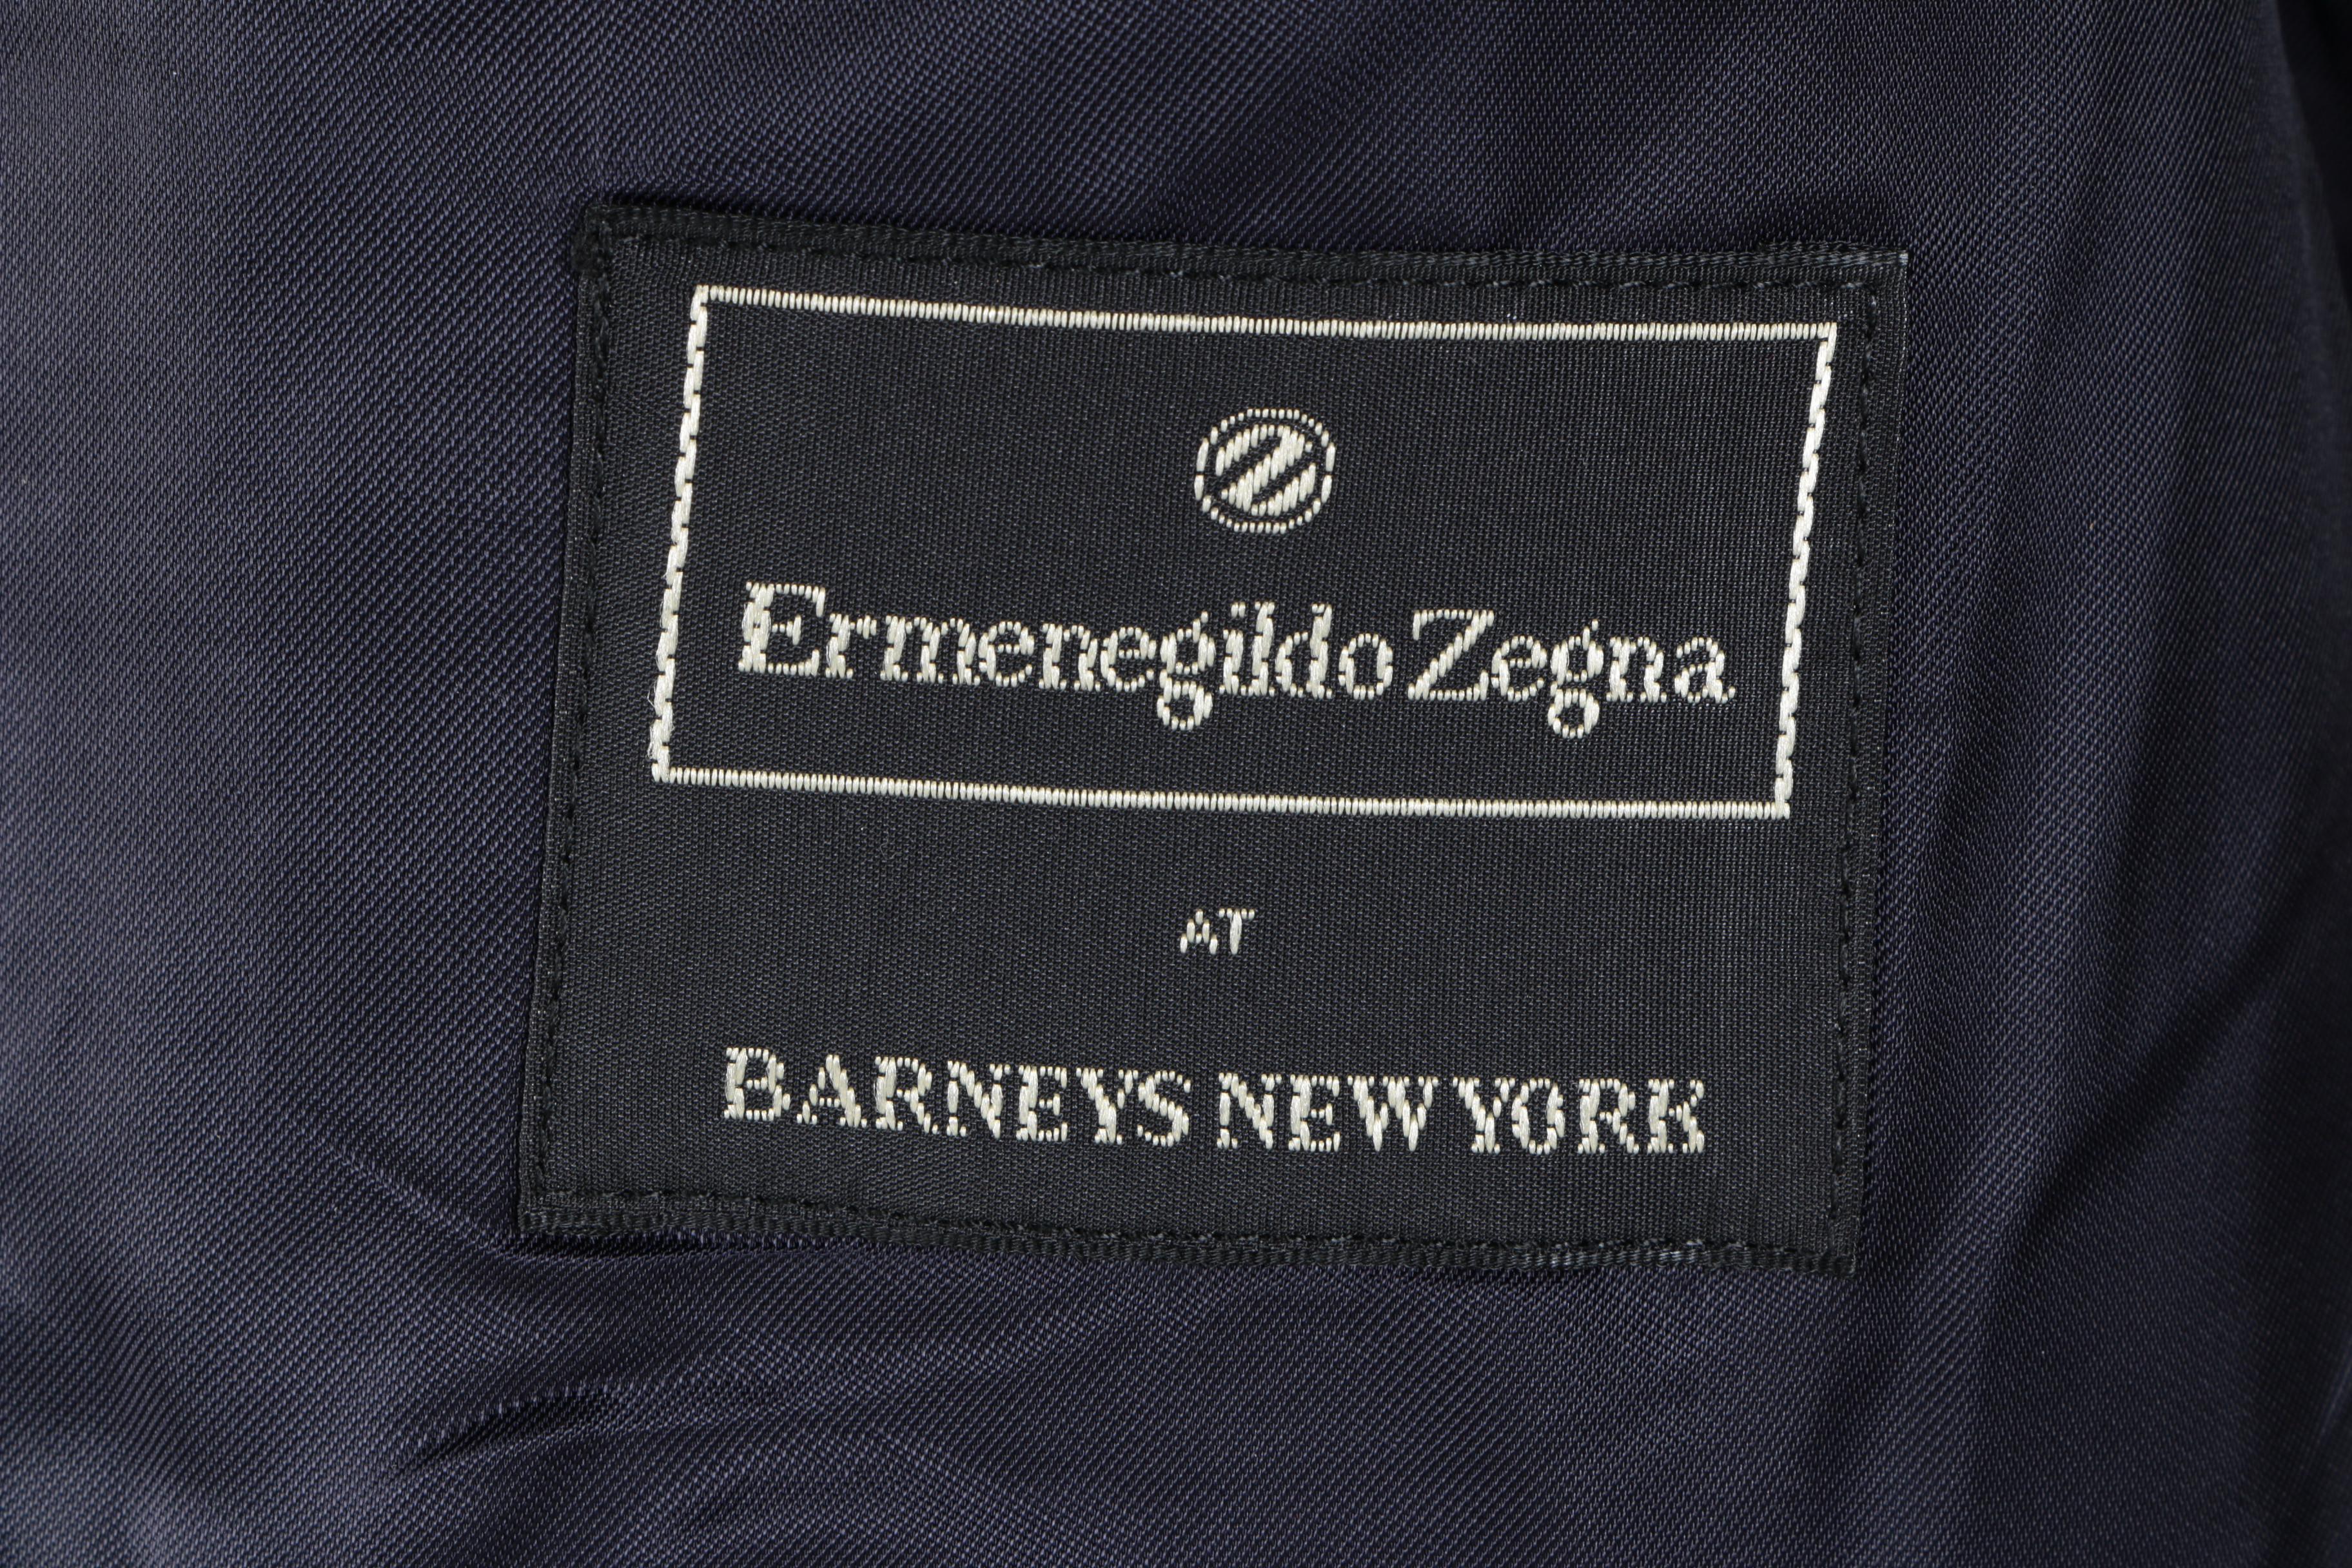 Z
Ermenegildo Zegna
AT
BARNEYS NEW YORK